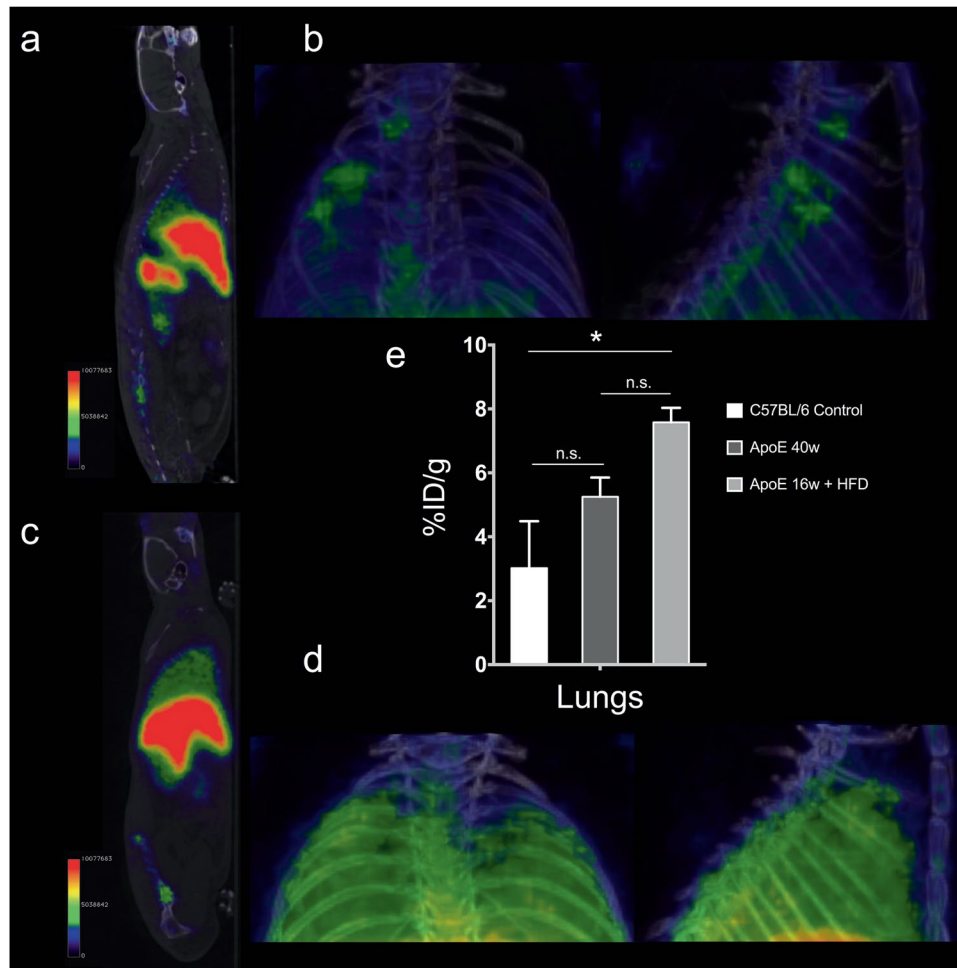 a
b
10077683
5038842
0
e
10
8
6
4
2
0
%ID/g
*
n.s.
n.s.
C57BL/6 Control
ApoE 40w
ApoE 16w + HFD
Lungs
c
10077683
5038842
0
d